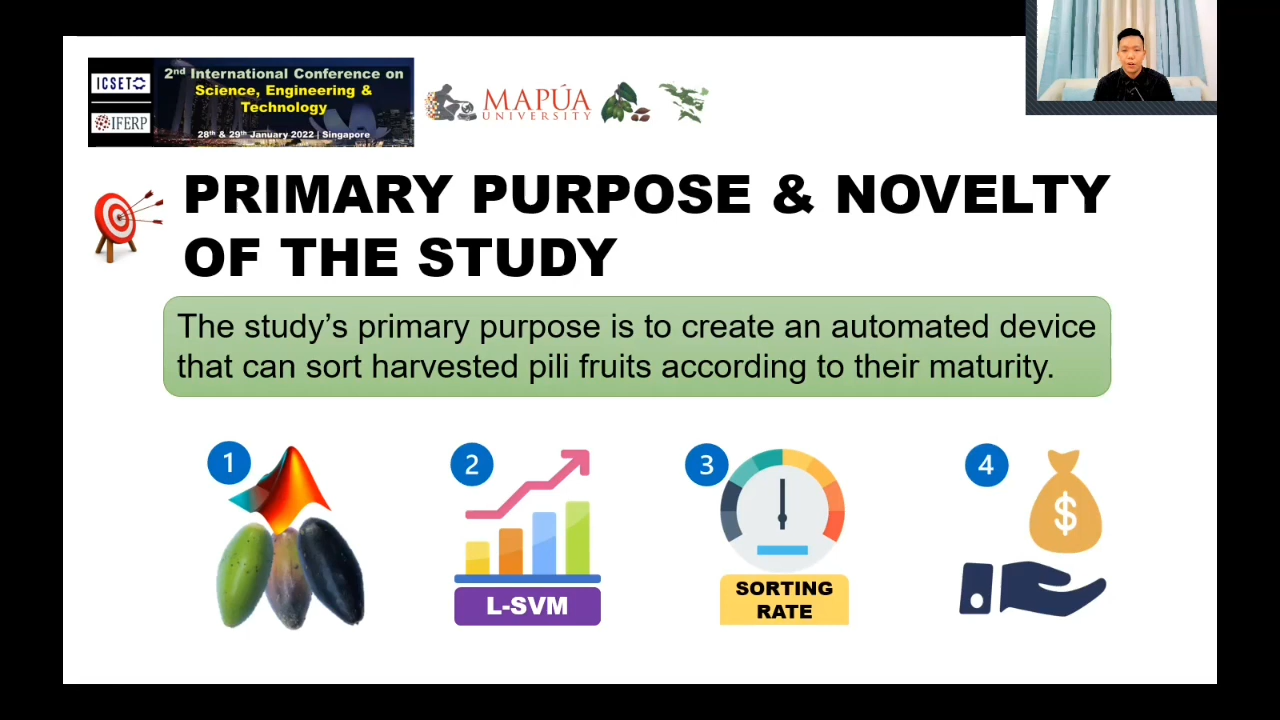 ICSET
IFERP
2nd International Conference on
Science, Engineering &
Technology
28th & 29th January 2022 | Singapore
MAPÚA
UNIVERSITY
PRIMARY PURPOSE & NOVELTY
OF THE STUDY
The study's primary purpose is to create an automated device
that can sort harvested pili fruits according to their maturity.
1
2
3
4
$
L-SVM
SORTING
RATE